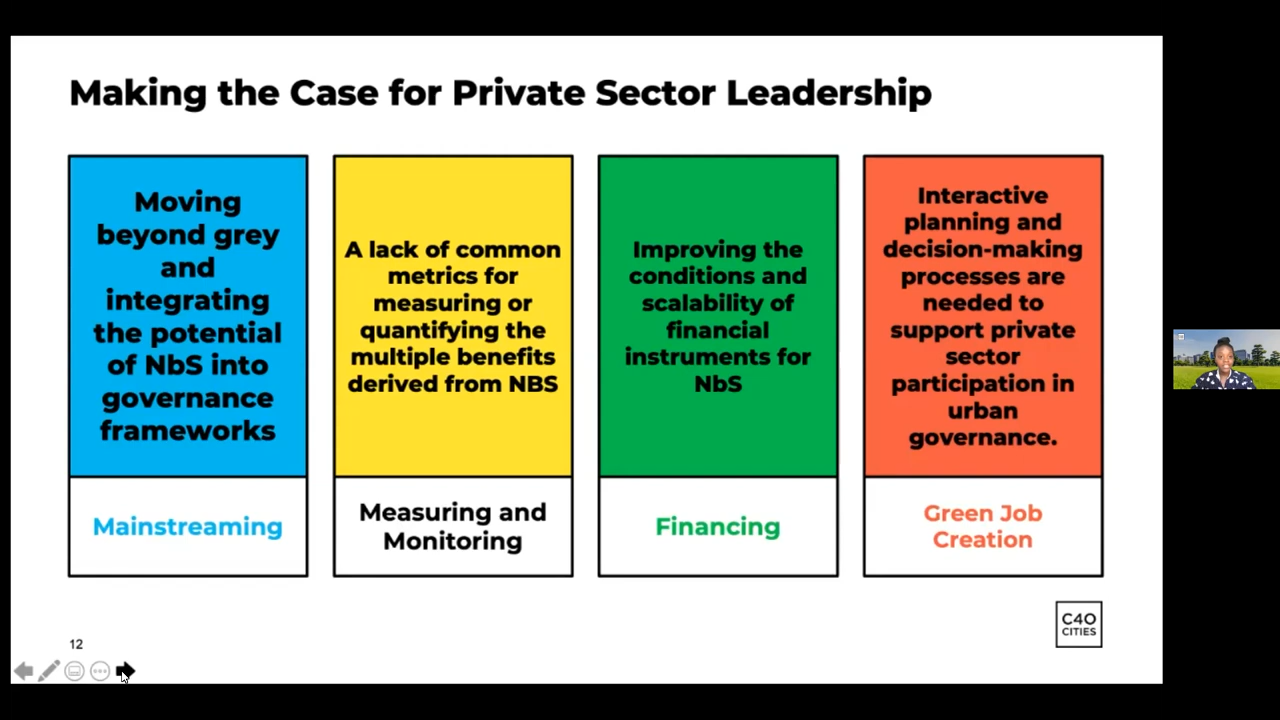 Making the Case for Private Sector Leadership
Moving
beyond grey
and
integrating
the potential
of NbS into
governance
frameworks
Mainstreaming
A lack of common
metrics for
measuring or
quantifying the
multiple benefits
derived from NBS
Measuring and
Monitoring
Improving the
conditions and
scalability of
financial
instruments for
NbS
Financing
Interactive
planning and
decision-making
processes are
needed to
support private
sector
participation in
urban
governance.
Green Job
Creation
C40
CITIES
12